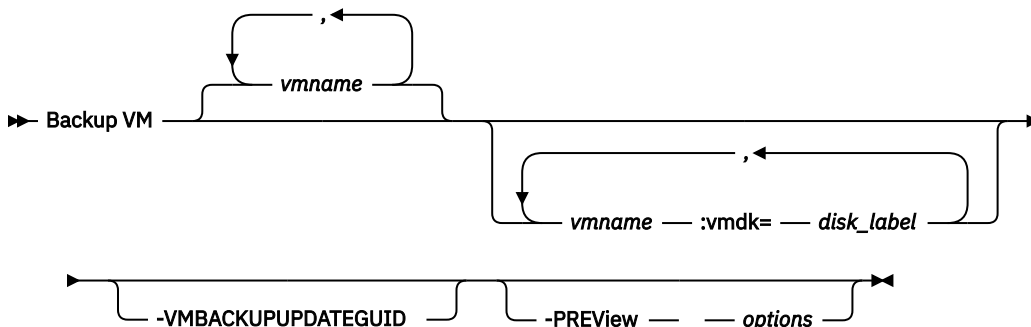 ,
vmname
Backup VM
,
vmname :vmdk= disk_label
-VMBACKUPUPDATEGUID -PREView options